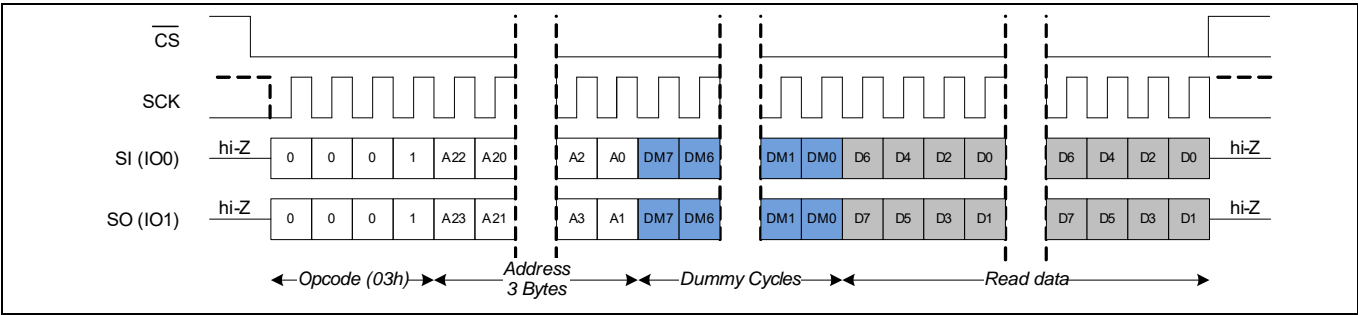 CS
SCK
SI (IO0) hi-Z 0 0 0 1 A22 A20 A2 A0 DM7 DM6 DM1 DM0 D6 D4 D2 D0 D6 D4 D2 D0 hi-Z
SO (IO1) hi-Z 0 0 0 1 A23 A21 A3 A1 DM7 DM6 DM1 DM0 D7 D5 D3 D1 D7 D5 D3 D1 hi-Z
Opcode (03h) Address Dummy Cycles Read data
3 Bytes